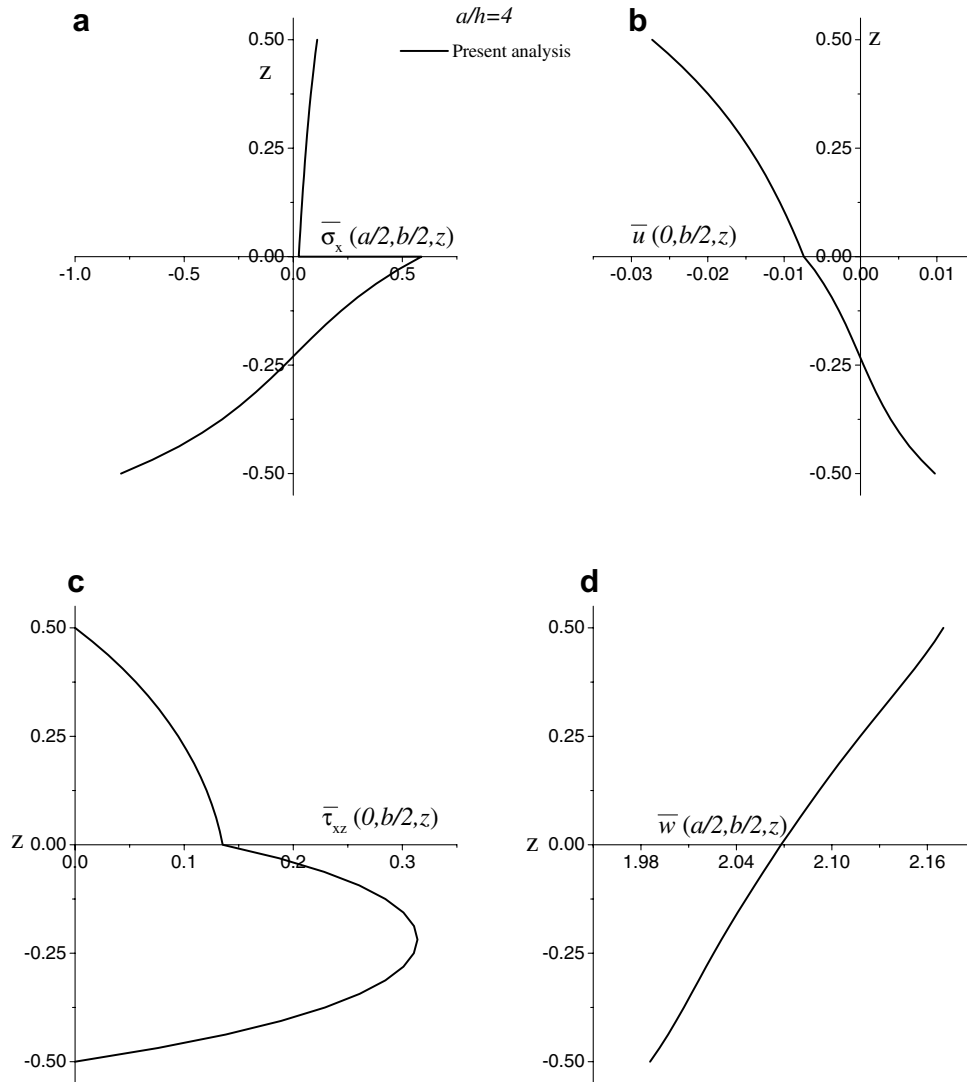 a
a/h=4
b
0.50
z
Present analysis
0.50
z
0.25
0.25
σ̅x (a/2,b/2,z)
u̅ (0,b/2,z)
0.00
0.00
-1.0 -0.5 0.0 0.5
-0.03 -0.02 -0.01 0.00 0.01
-0.25
-0.25
-0.50
-0.50
c
d
0.50
0.50
0.25
0.25
τ̅xz (0,b/2,z)
w̅ (a/2,b/2,z)
z 0.00
z 0.00
0.0 0.1 0.2 0.3
1.98 2.04 2.10 2.16
-0.25
-0.25
-0.50
-0.50